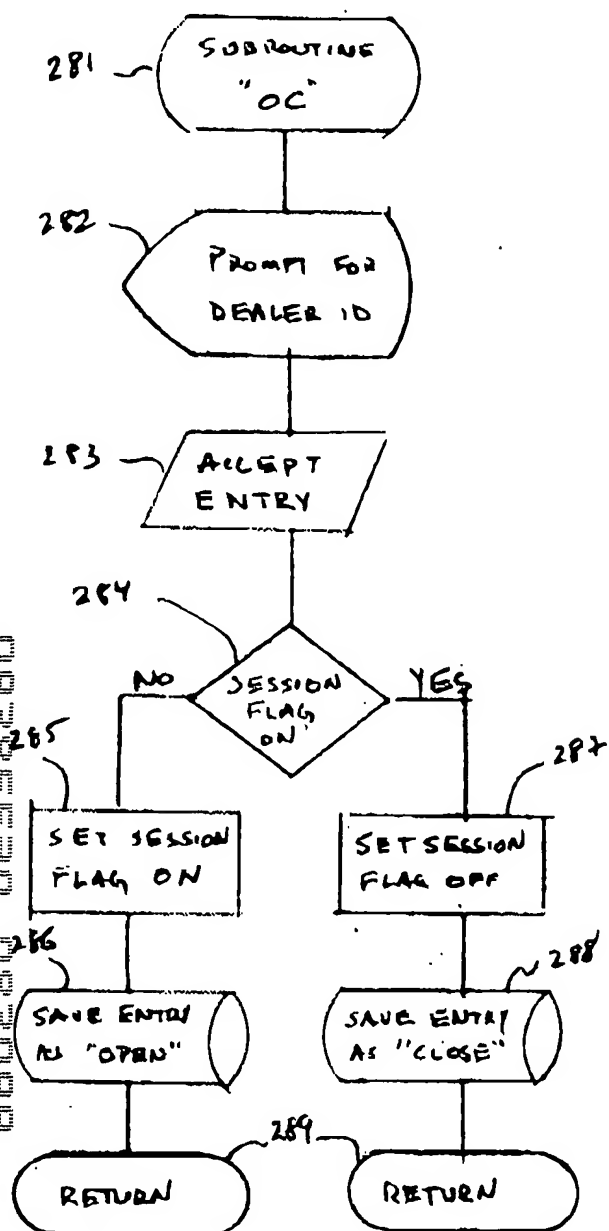 281
SUBROUTINE
"OC"
282
PROMPT FOR
DEALER ID
283
ACCEPT
ENTRY
284
NO
SESSION
FLAG
ON
YES
285
SET SESSION
FLAG ON
287
SET SESSION
FLAG OFF
286
SAVE ENTRY
AS "OPEN"
288
SAVE ENTRY
AS "CLOSE"
289
RETURN
RETURN